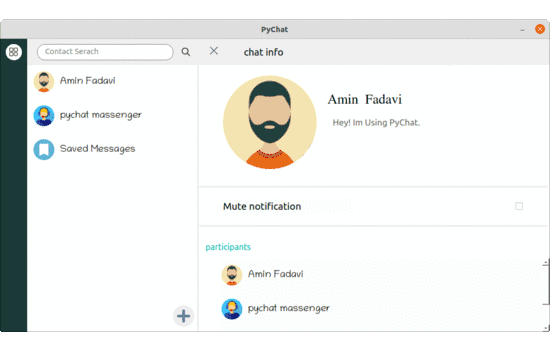 PyChat
Contact Serach
chat info
Amin Fadavi
pychat massenger
Saved Messages
Amin Fadavi
Hey! Im Using PyChat.
Mute notification
participants
Amin Fadavi
pychat massenger